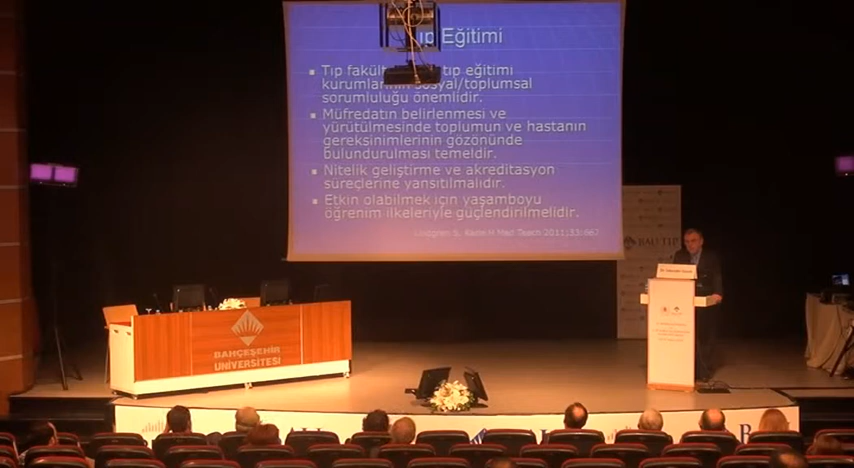 Tıp Eğitimi
Tıp tıp eğitimi
kurumlarının sosyal/toplumsal
sorumluluğu önemlidir.
Müfredatın belirlenmesi ve
yürütülmesinde toplumun ve hastanın
gereksinimlerinin gözönünde
bulundurulması temeldir.
Nitelik geliştirme ve akreditasyon
süreçlerine yansıtılmalıdır.
Etkin olabilmek için yaşamboyu
öğrenim ilkeleriyle güçlendirilmelidir.
Med Teach 2011;33:
BAU TIP
BAHÇEŞEHİR
ÜNİVERSİTESİ